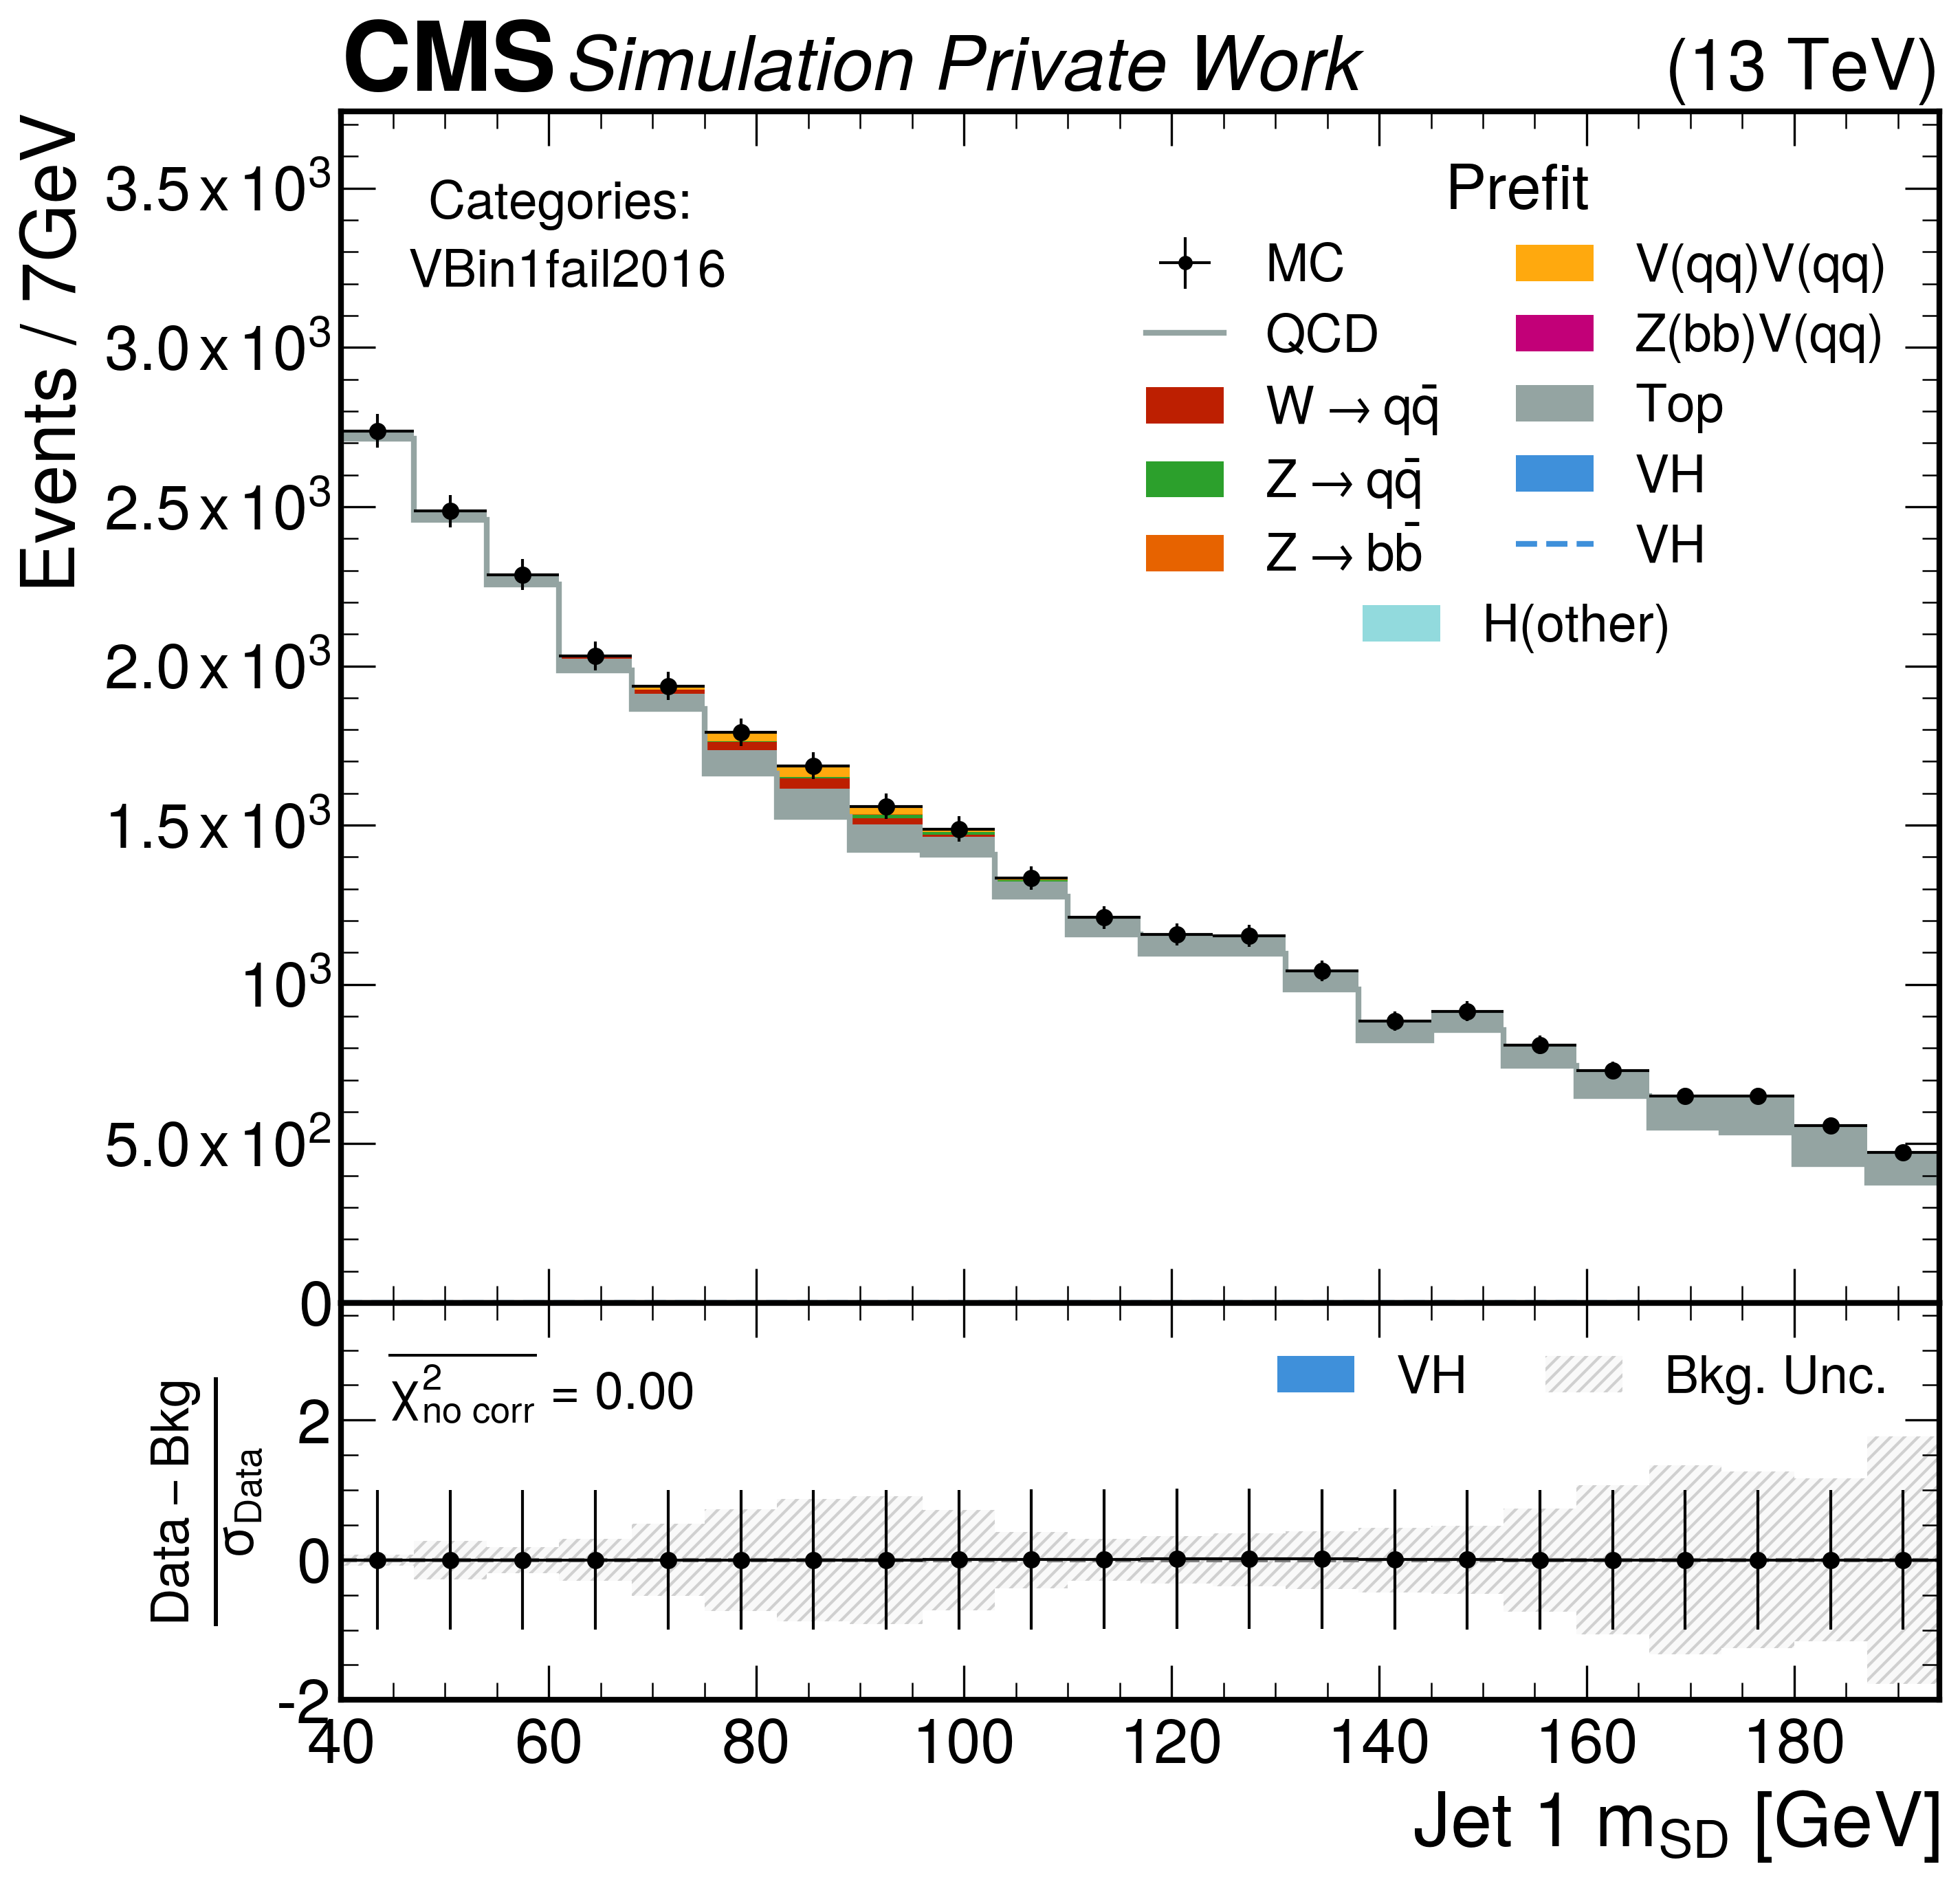 CMS Simulation Private Work (13 TeV)
Events / 7GeV
3.5 x 10³
3.0 x 10³
2.5 x 10³
2.0 x 10³
1.5 x 10³
10³
5.0 x 10²
0
Categories:
VBin1fail2016
Prefit
MC
QCD
W → qq̄
Z → qq̄
Z → bb̄
V(qq)V(qq)
Z(bb)V(qq)
Top
VH
VH
H(other)
Data − Bkg
σ_Data
2
0
-2
χ²_no corr = 0.00
VH
Bkg. Unc.
40 60 80 100 120 140 160 180
Jet 1 m_SD [GeV]